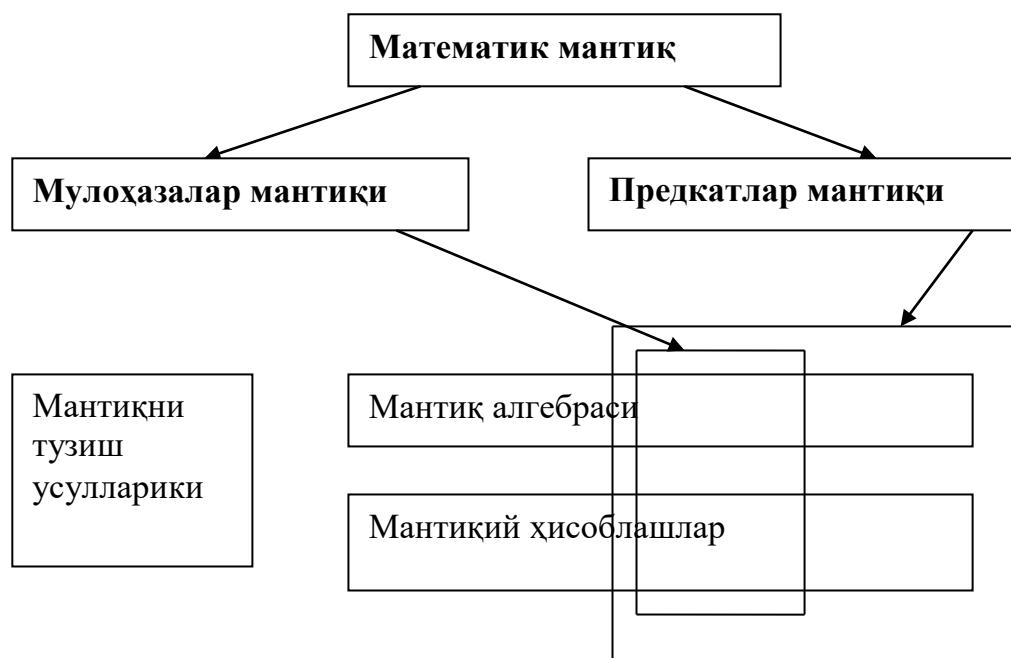 Математик мантиқ
Мулоҳазалар мантиқи
Предкатлар мантиқи
Мантиқни
тузиш
усулларики
Мантиқ алгебраси
Мантиқий ҳисоблашлар